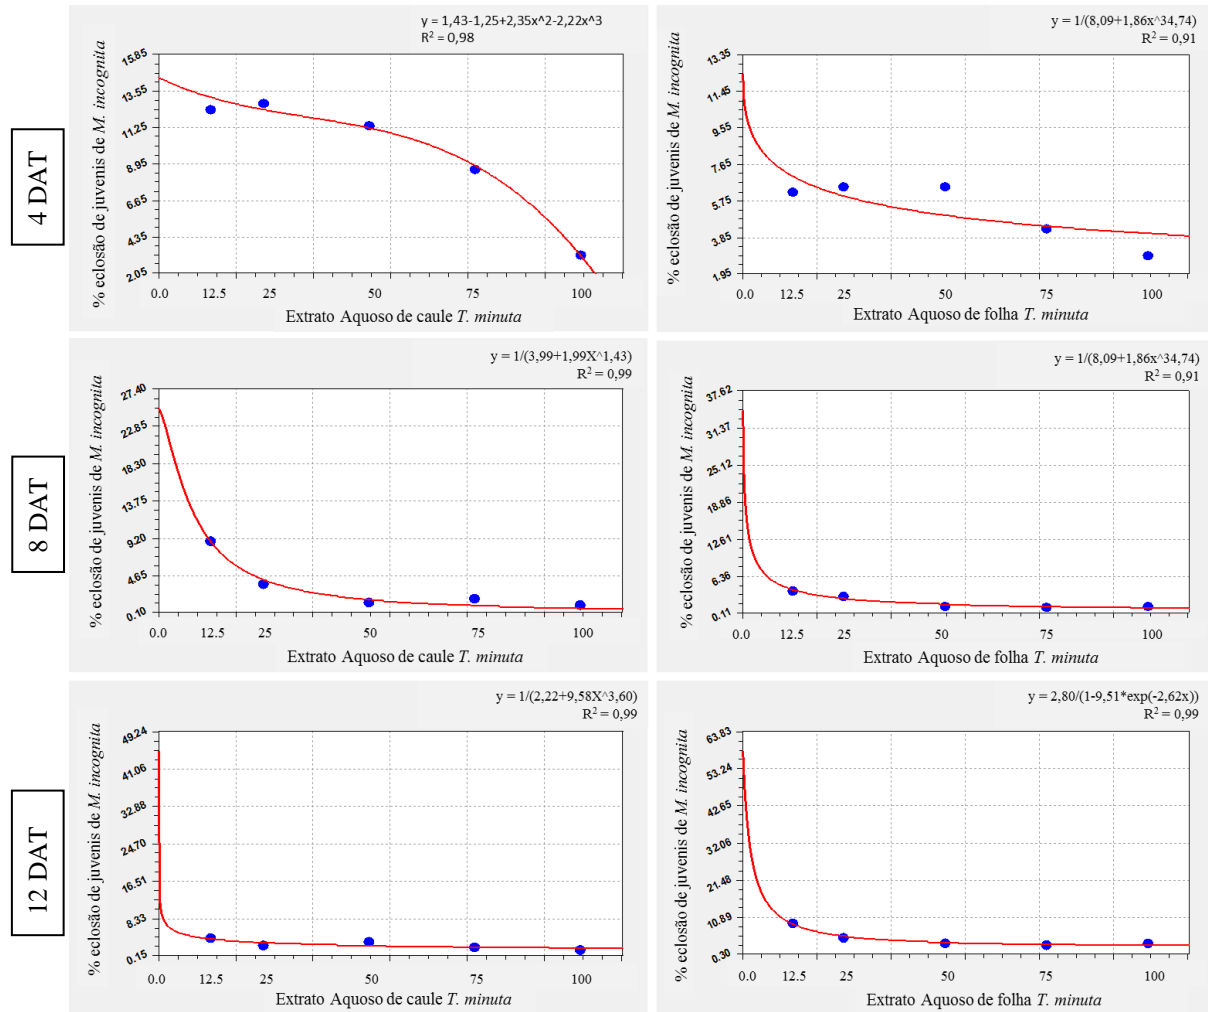 4 DAT
y = 1,43-1,25+2,35x^2-2,22x^3
R² = 0,98
% eclosão de juvenis de M. incognita
15.85
13.55
11.25
8.95
6.65
4.35
2.05
0.0 12.5 25 50 75 100
Extrato Aquoso de caule T. minuta
y = 1/(8,09+1,86x^34,74)
R² = 0,91
% eclosão de juvenis de M. incognita
13.35
11.45
9.55
7.65
5.75
3.85
1.95
0.0 12.5 25 50 75 100
Extrato Aquoso de folha T. minuta
8 DAT
y = 1/(3,99+1,99X^1,43)
R² = 0,99
% eclosão de juvenis de M. incognita
27.40
22.85
18.30
13.75
9.20
4.65
0.10
0.0 12.5 25 50 75 100
Extrato Aquoso de caule T. minuta
y = 1/(8,09+1,86x^34,74)
R² = 0,91
% eclosão de juvenis de M. incognita
37.62
31.37
25.12
18.86
12.61
6.36
0.11
0.0 12.5 25 50 75 100
Extrato Aquoso de folha T. minuta
12 DAT
y = 1/(2,22+9,58X^3,60)
R² = 0,99
% eclosão de juvenis de M. incognita
49.24
41.06
32.88
24.70
16.51
8.33
0.15
0.0 12.5 25 50 75 100
Extrato Aquoso de caule T. minuta
y = 2,80/(1-9,51*exp(-2,62x))
R² = 0,99
% eclosão de juvenis de M. incognita
63.83
53.24
42.65
32.06
21.48
10.89
0.30
0.0 12.5 25 50 75 100
Extrato Aquoso de folha T. minuta